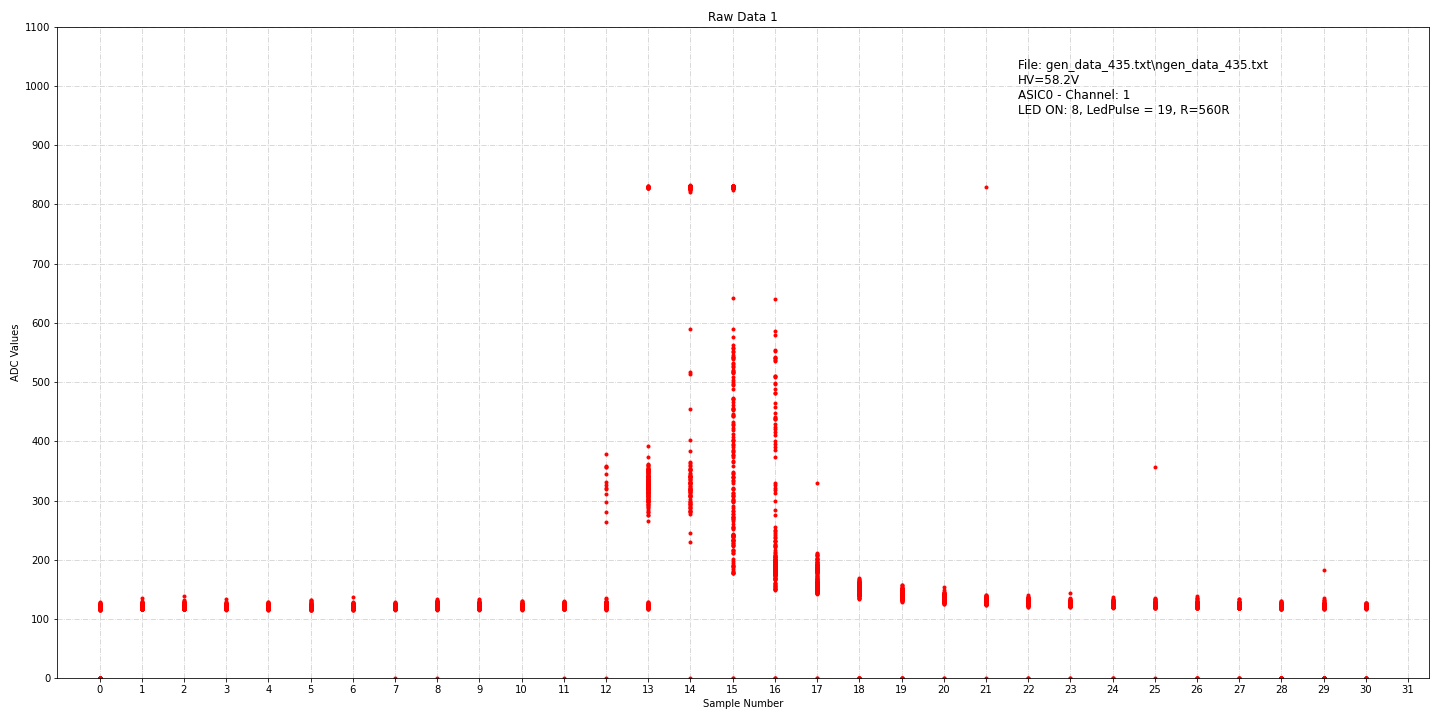 Raw Data 1
1100
1000
900
800
700
600
500
400
300
200
100
0
ADC Values
File: gen_data_435.txt\ngen_data_435.txt
HV=58.2V
ASIC0 - Channel: 1
LED ON: 8, LedPulse = 19, R=560R
0 1 2 3 4 5 6 7 8 9 10 11 12 13 14 15 16 17 18 19 20 21 22 23 24 25 26 27 28 29 30 31
Sample Number